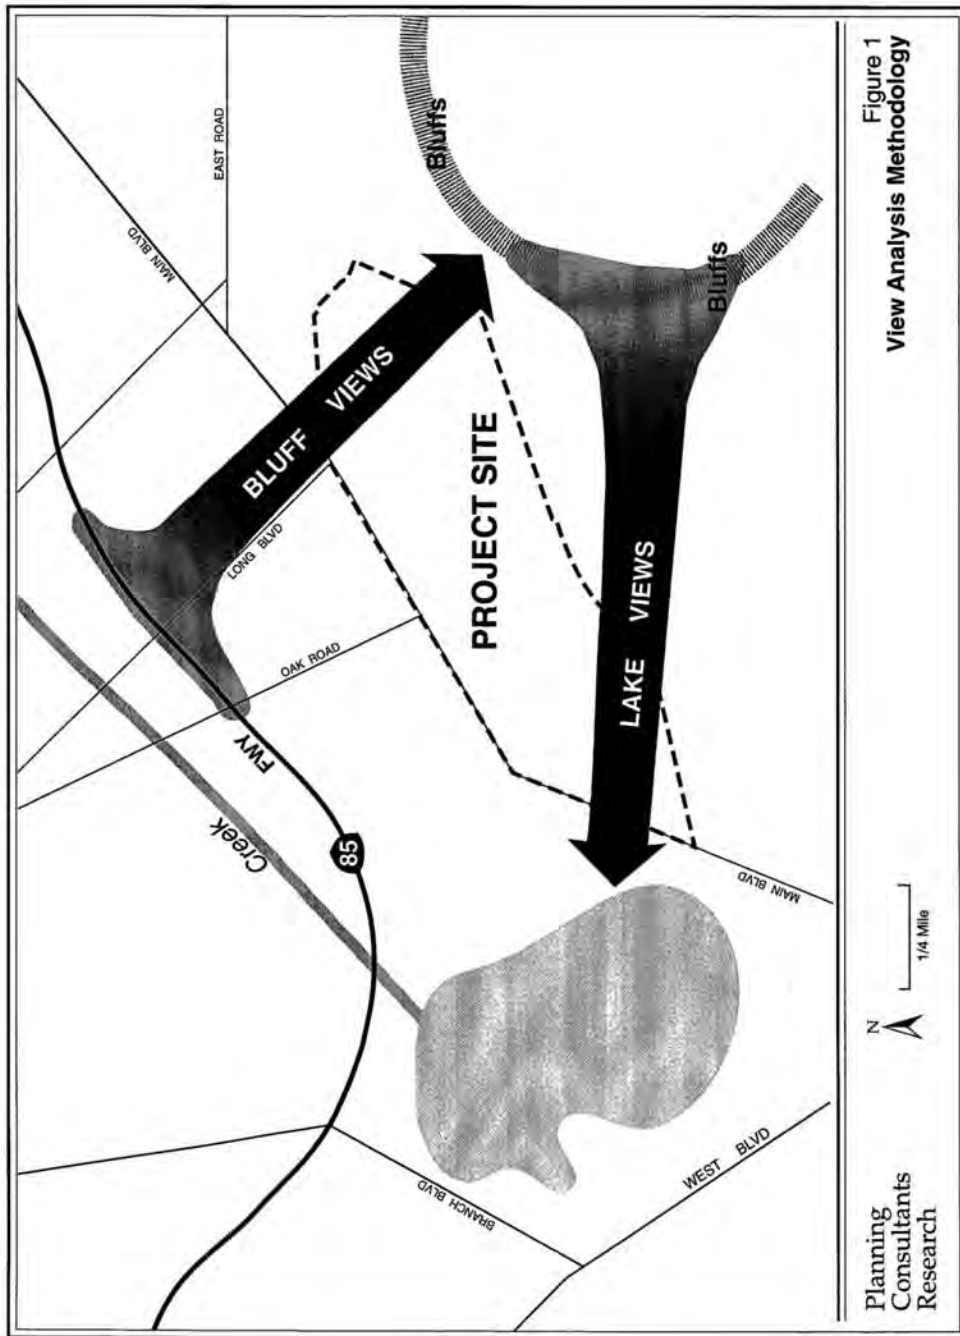 EAST ROAD
MAIN BLVD
Bluffs
Bluffs
BLUFF VIEWS
LONG BLVD
OAK ROAD
FWY
85
Creek
PROJECT SITE
LAKE VIEWS
MAIN BLVD
BRANCH BLVD
WEST BLVD
Planning
Consultants
Research
N
1/4 Mile
Figure 1
View Analysis Methodology